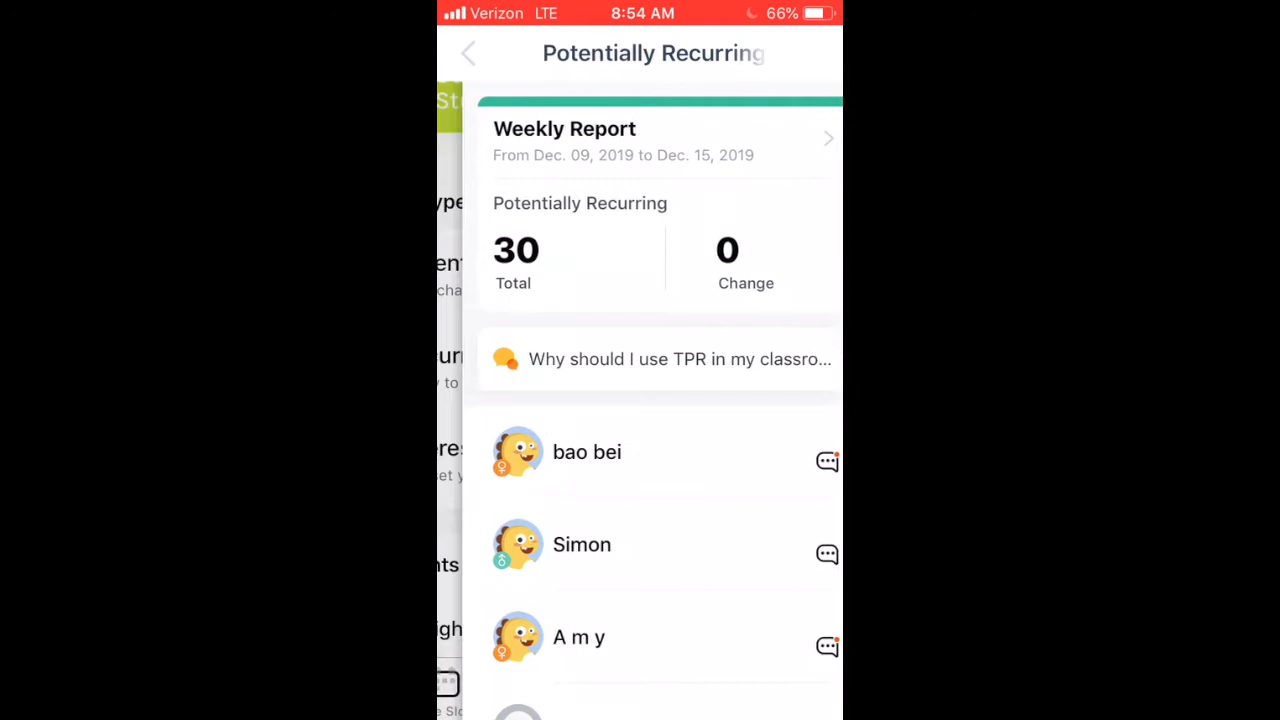 Verizon LTE 8:54 AM 66%
Potentially Recurring
Weekly Report
From Dec. 09, 2019 to Dec. 15, 2019
Potentially Recurring
30 0
Total Change
Why should I use TPR in my classro...
bao bei
Simon
A m y